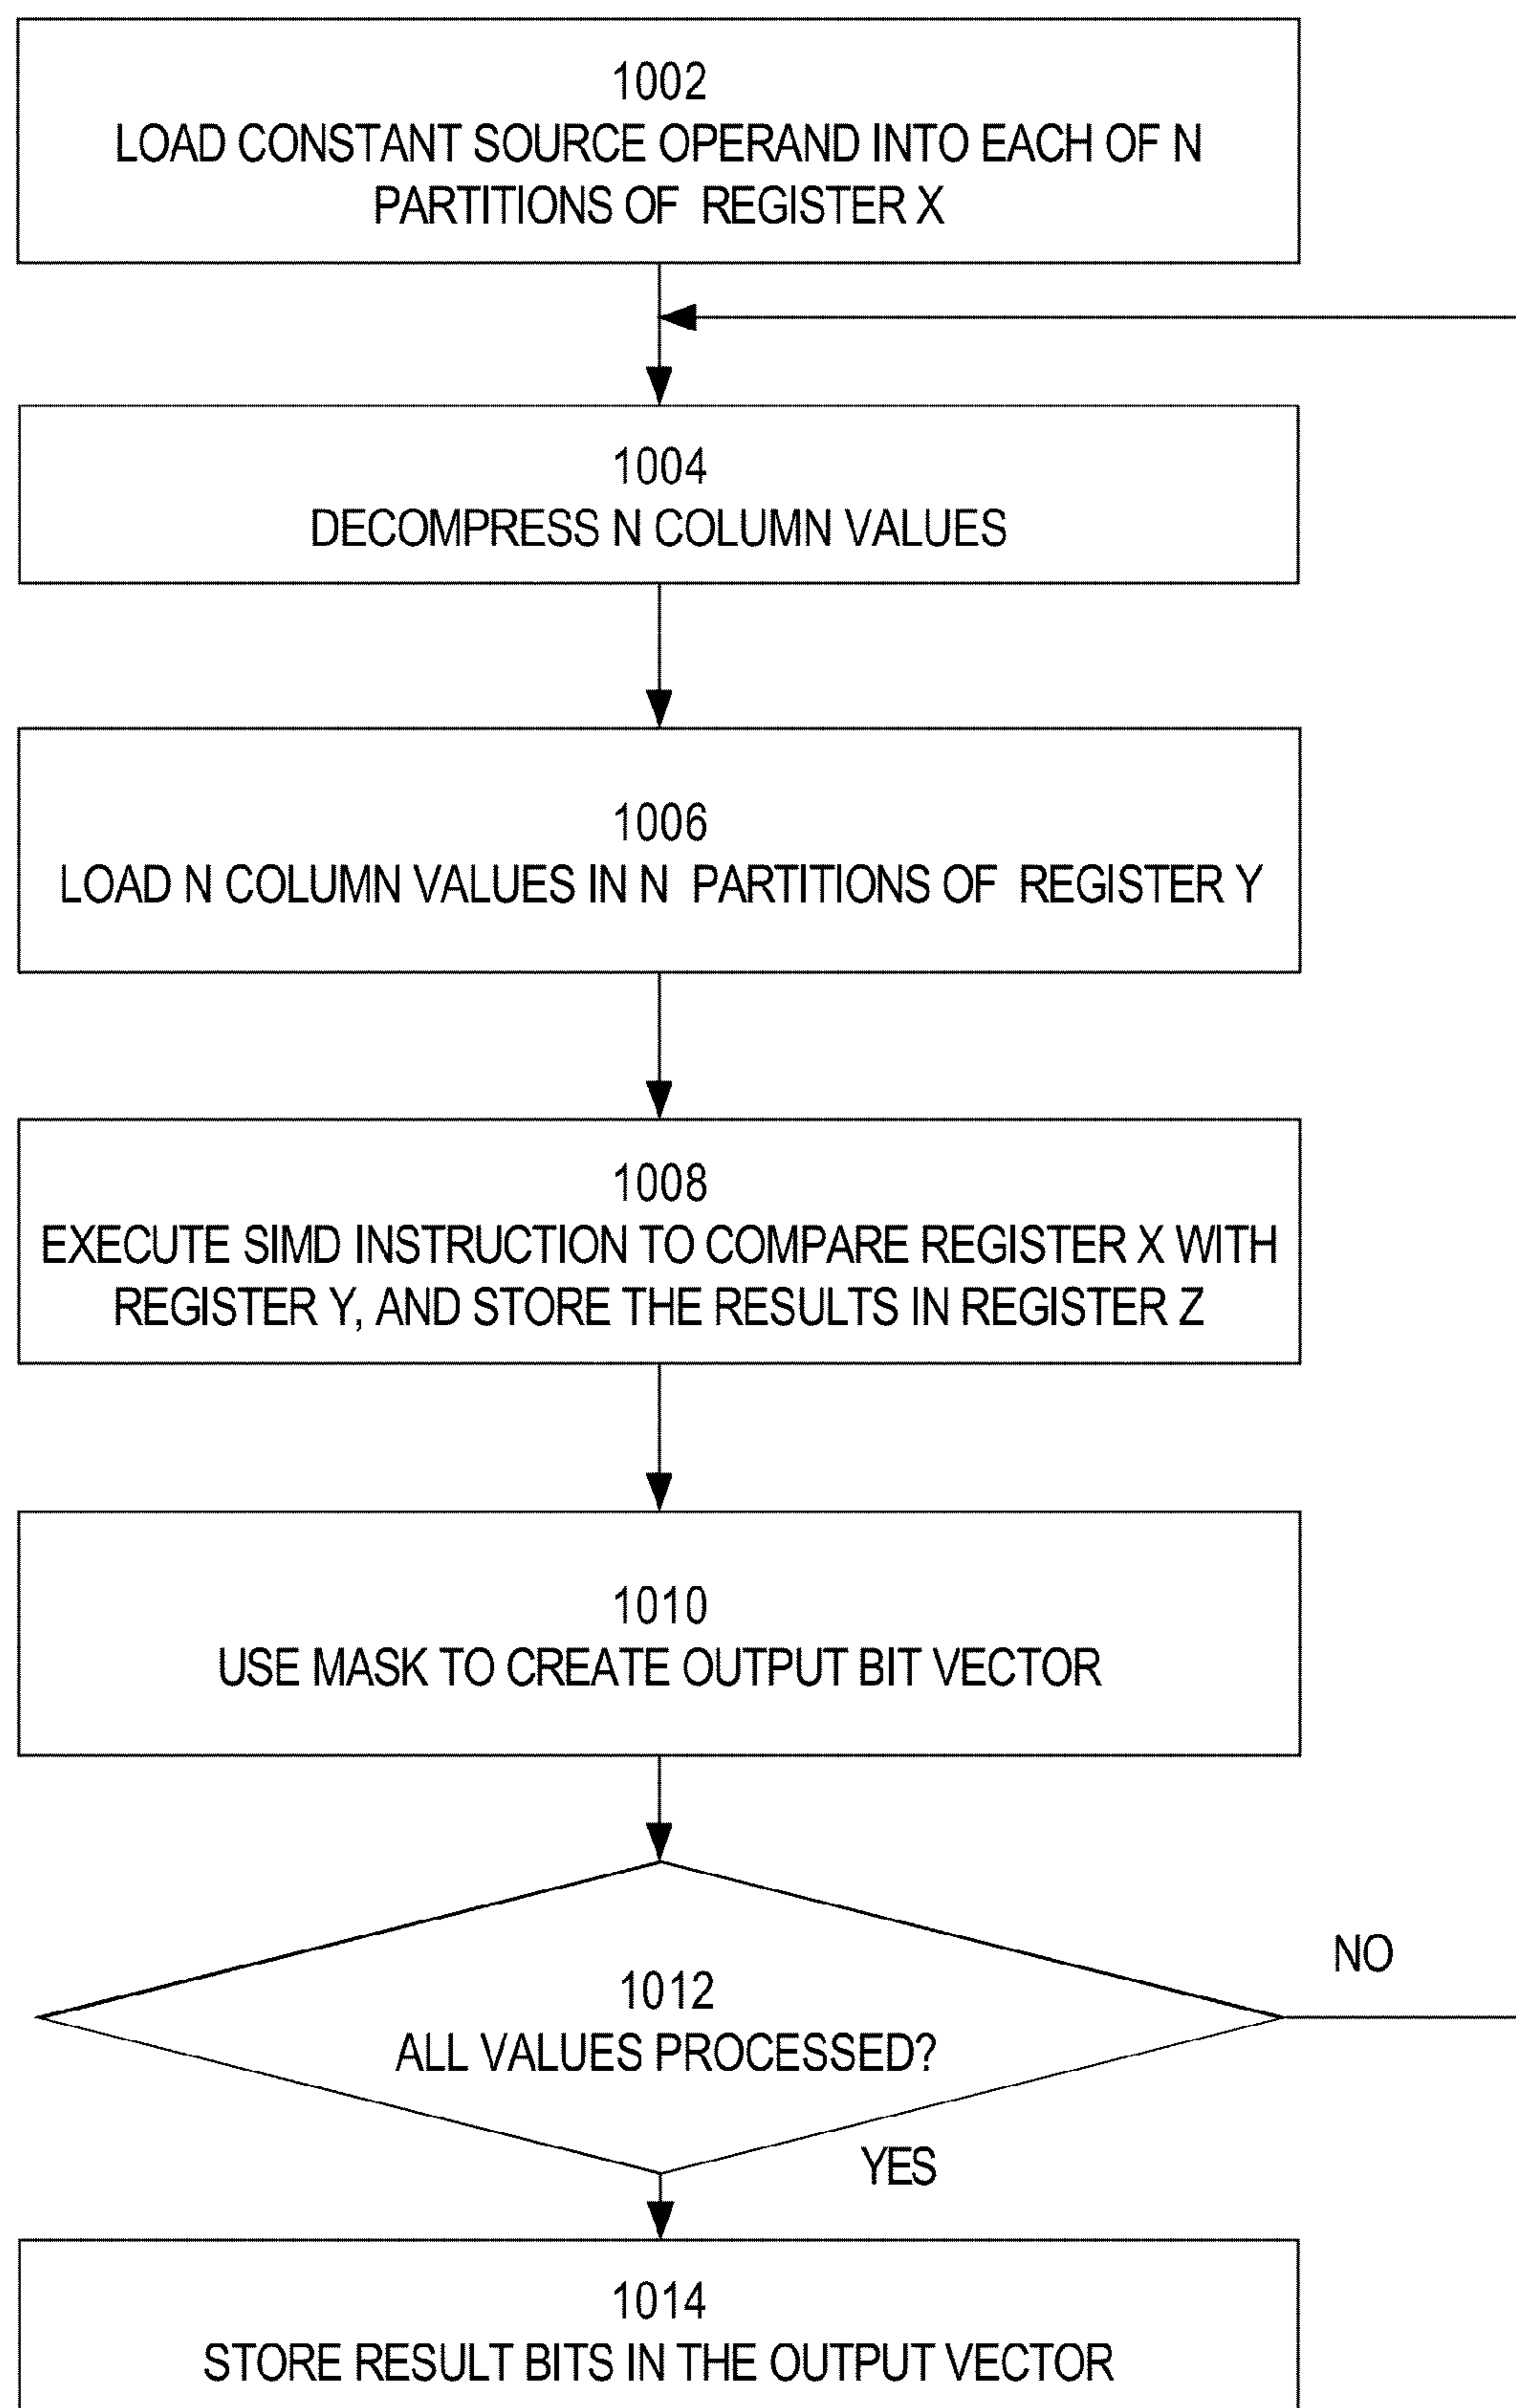 1002
LOAD CONSTANT SOURCE OPERAND INTO EACH OF N
PARTITIONS OF REGISTER X
1004
DECOMPRESS N COLUMN VALUES
1006
LOAD N COLUMN VALUES IN N PARTITIONS OF REGISTER Y
1008
EXECUTE SIMD INSTRUCTION TO COMPARE REGISTER X WITH
REGISTER Y, AND STORE THE RESULTS IN REGISTER Z
1010
USE MASK TO CREATE OUTPUT BIT VECTOR
NO
1012
ALL VALUES PROCESSED?
YES
1014
STORE RESULT BITS IN THE OUTPUT VECTOR